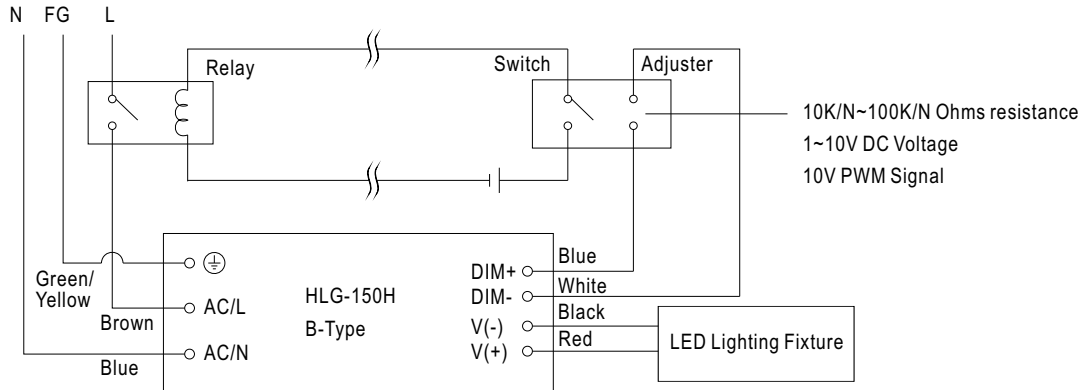 N FG L
Relay
Switch
Adjuster
10K/N~100K/N Ohms resistance
1~10V DC Voltage
10V PWM Signal
Green/
Yellow
Brown
Blue
AC/L
AC/N
HLG-150H
B-Type
DIM+
DIM-
V(-)
V(+)
Blue
White
Black
Red
LED Lighting Fixture